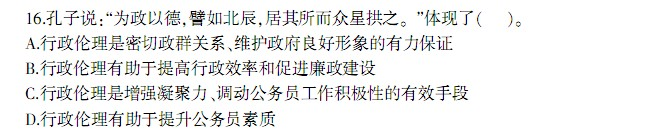 16.孔子说:“为政以德,譬如北辰,居其所而众星拱之。”体现了(    )。
A.行政伦理是密切政群关系、维护政府良好形象的有力保证
B.行政伦理有助于提高行政效率和促进廉政建设
C.行政伦理是增强凝聚力、调动公务员工作积极性的有效手段
D.行政伦理有助于提升公务员素质